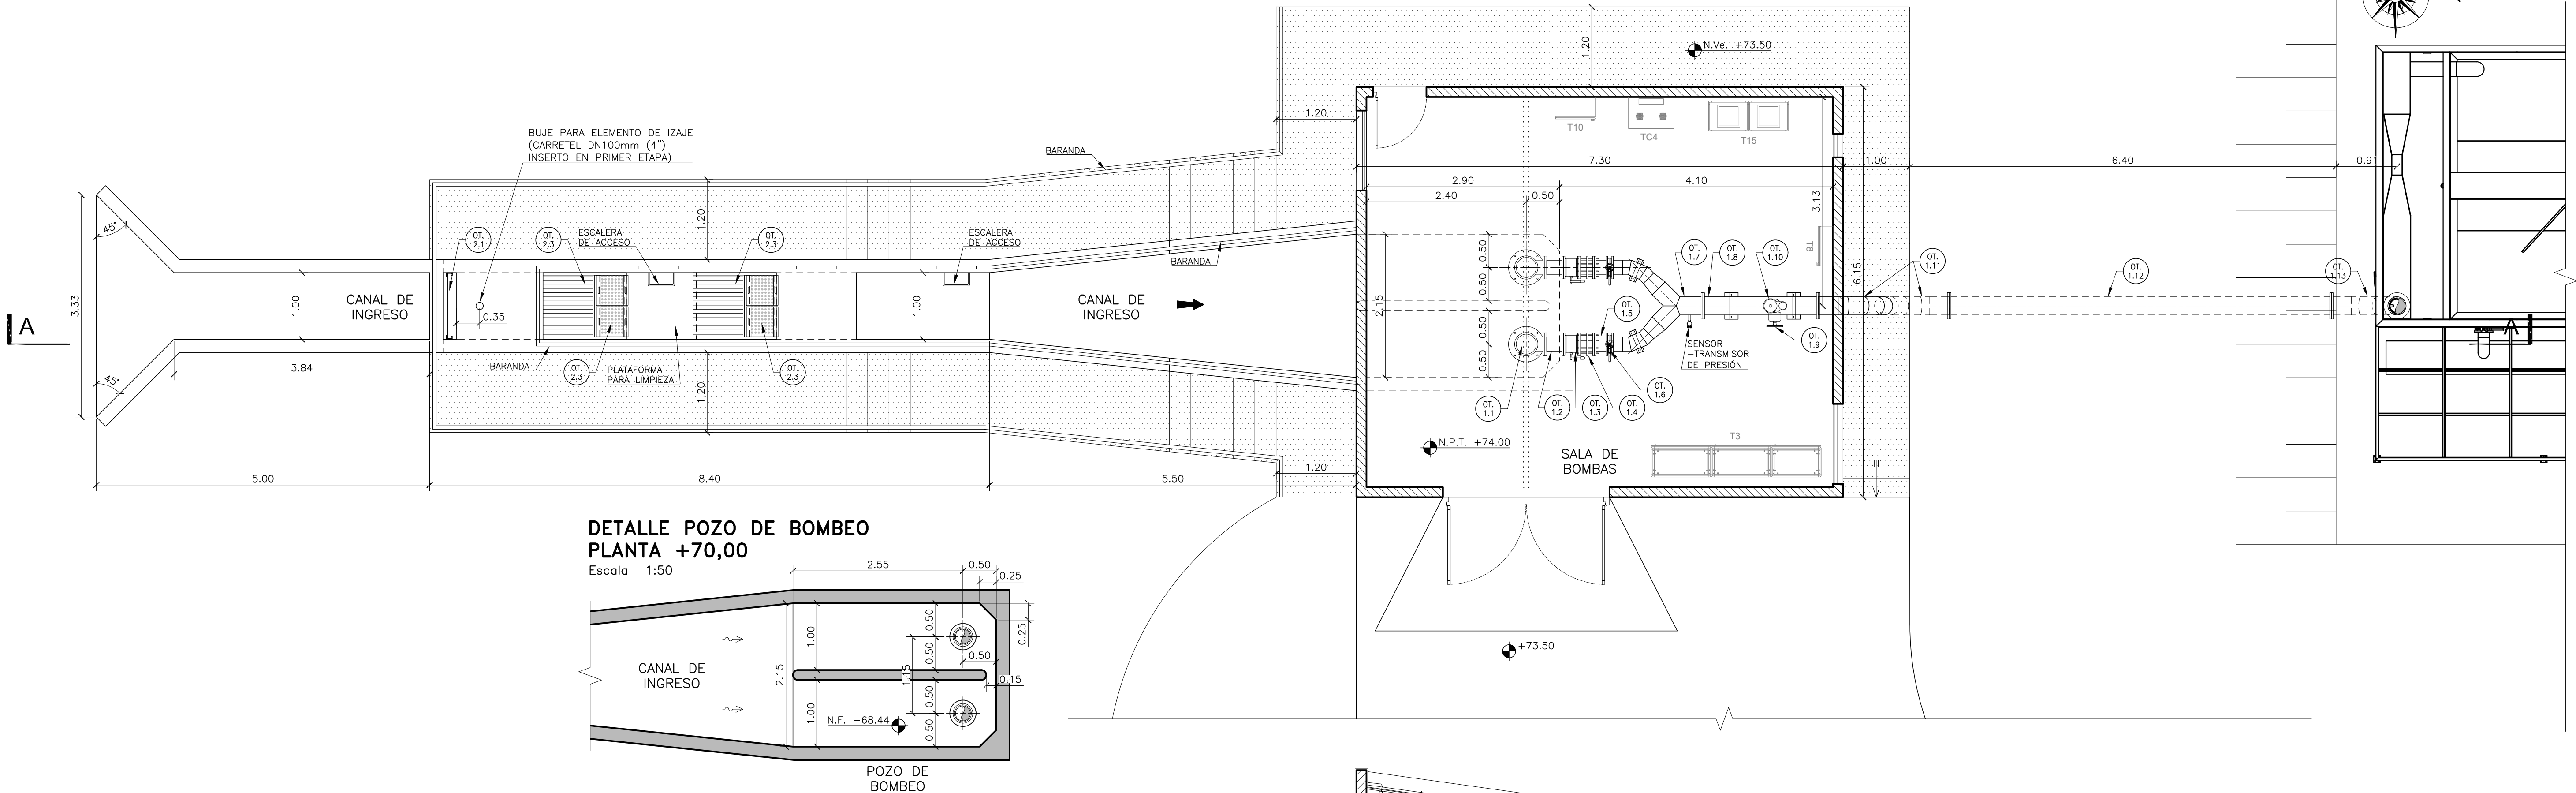 1.20
N.Ve. +73.50
BUJE PARA ELEMENTO DE IZAJE
(CARRETEL DN100mm (4")
INSERTO EN PRIMER ETAPA)
BARANDA
1.20
T10
TC4
T15
7.30
1.00
6.40
0.91
2.90
4.10
2.40
0.50
3.13
45°
OT.
2.1
OT.
2.3
ESCALERA
DE ACCESO
1.20
OT.
2.3
ESCALERA
DE ACCESO
BARANDA
0.50
0.50
2.15
0.50
0.50
OT.
1.7
OT.
1.8
OT.
1.10
T8
6.15
OT.
1.11
OT.
1.12
OT.
1.13
A
3.33
1.00
CANAL DE
INGRESO
0.35
1.00
CANAL DE
INGRESO
OT.
1.5
SENSOR
-TRANSMISOR
DE PRESIÓN
OT.
1.9
A
3.84
45°
BARANDA
OT.
2.3
PLATAFORMA
PARA LIMPIEZA
1.20
OT.
2.3
OT.
1.1
OT.
1.2
OT.
1.3
OT.
1.4
OT.
1.6
N.P.T. +74.00
SALA DE
BOMBAS
T3
5.00
8.40
5.50
1.20
DETALLE POZO DE BOMBEO
PLANTA +70,00
Escala 1:50
2.55
0.50
0.25
0.25
1.00
0.50
0.50
0.50
2.15
1.15
0.15
CANAL DE
INGRESO
1.00
0.50
0.50
N.F. +68.44
POZO DE
BOMBEO
+73.50